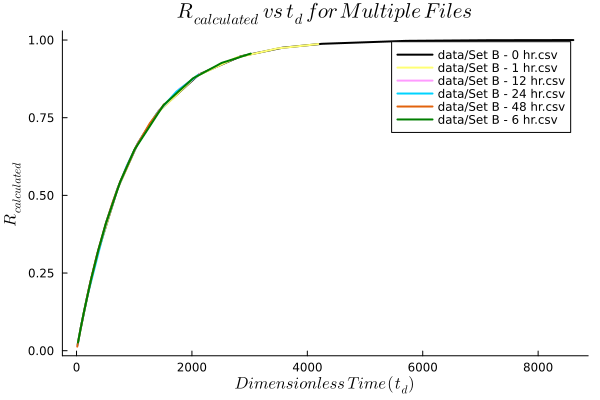 R_calculated vs t_d for Multiple Files
1.00
0.75
0.50
0.25
0.00
R_calculated
data/Set B - 0 hr.csv
data/Set B - 1 hr.csv
data/Set B - 12 hr.csv
data/Set B - 24 hr.csv
data/Set B - 48 hr.csv
data/Set B - 6 hr.csv
0 2000 4000 6000 8000
Dimensionless Time (t_d)